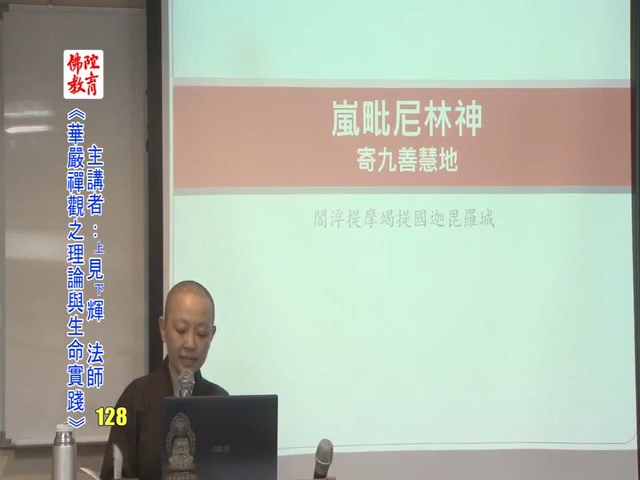 佛陀
教育
《華嚴禪觀之理論與生命實踐》
主講者：上見下輝 法師
128
嵐毗尼林神
寄九善慧地
閻浮提摩竭提國迦毘羅城
ASUS